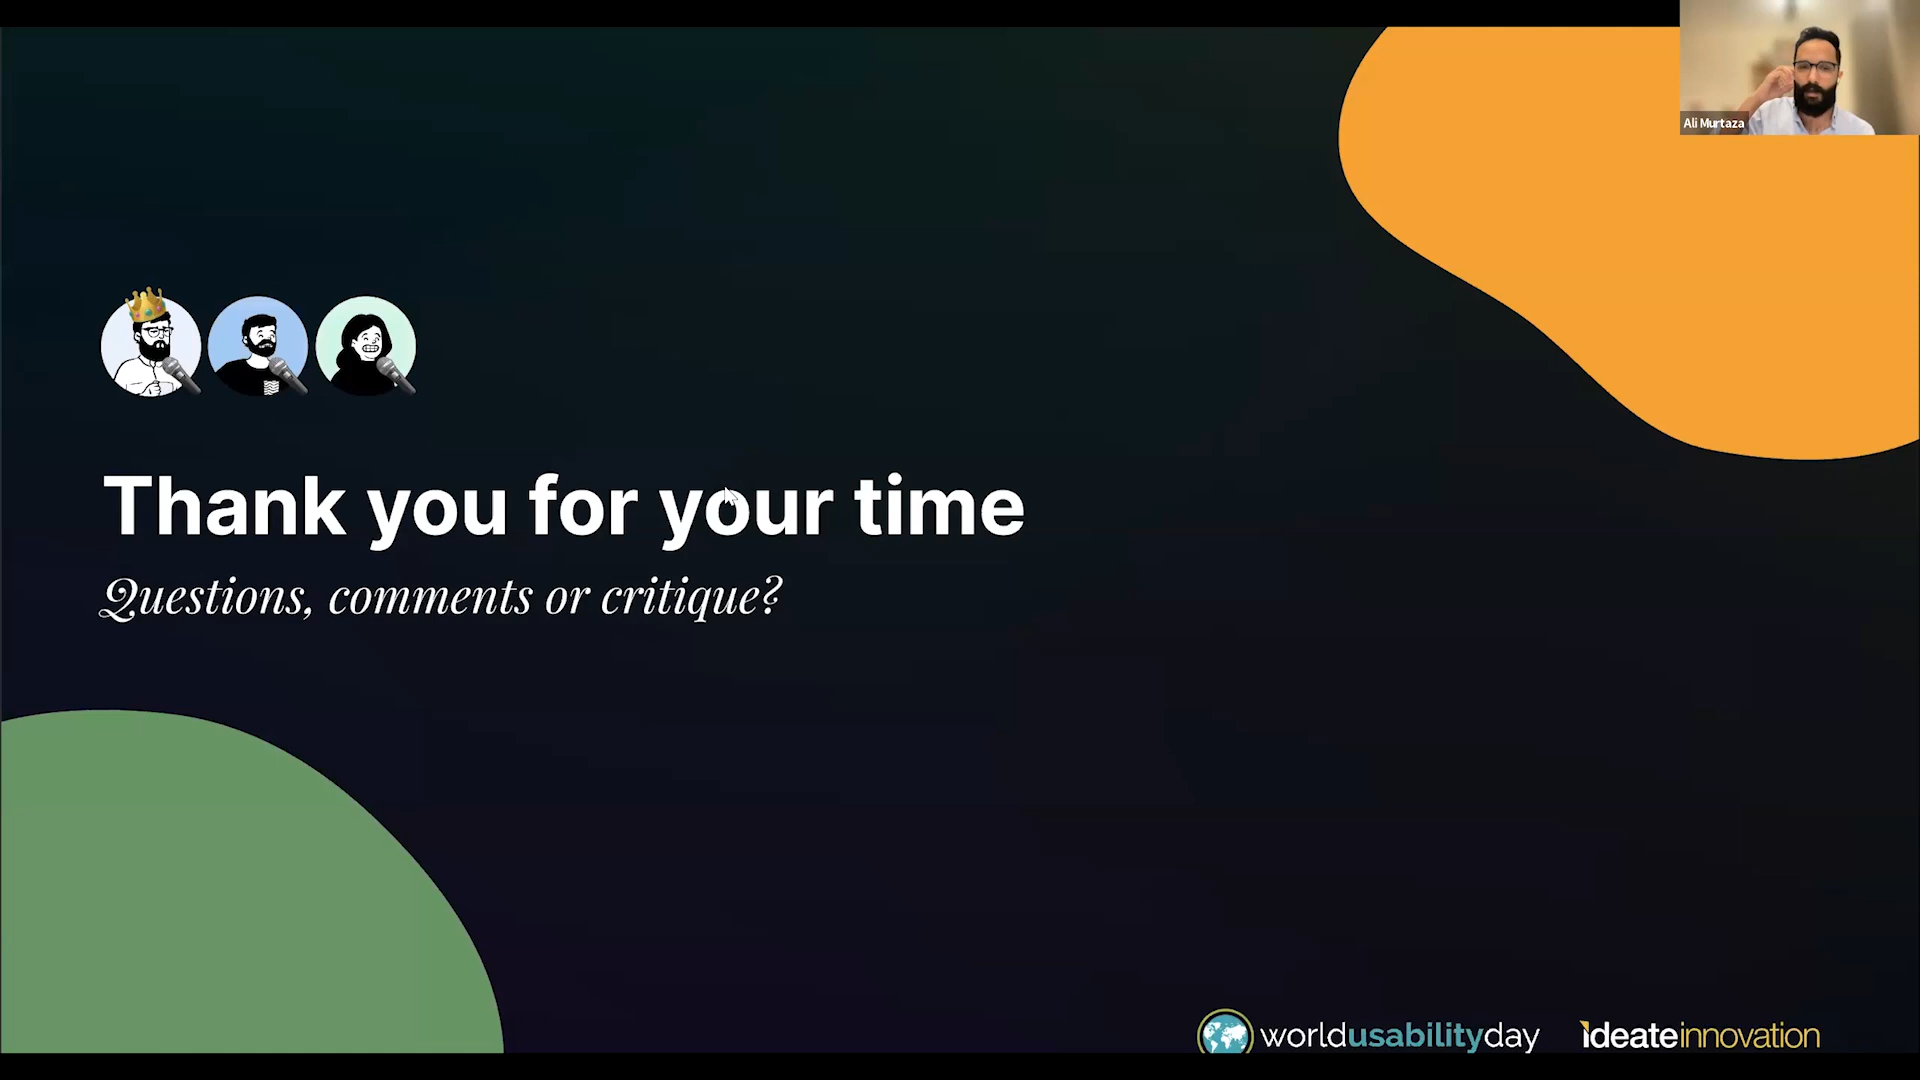 Ali Murtaza
Thank you for your time
Questions, comments or critique?
worldusabilityday
ideateinnovation